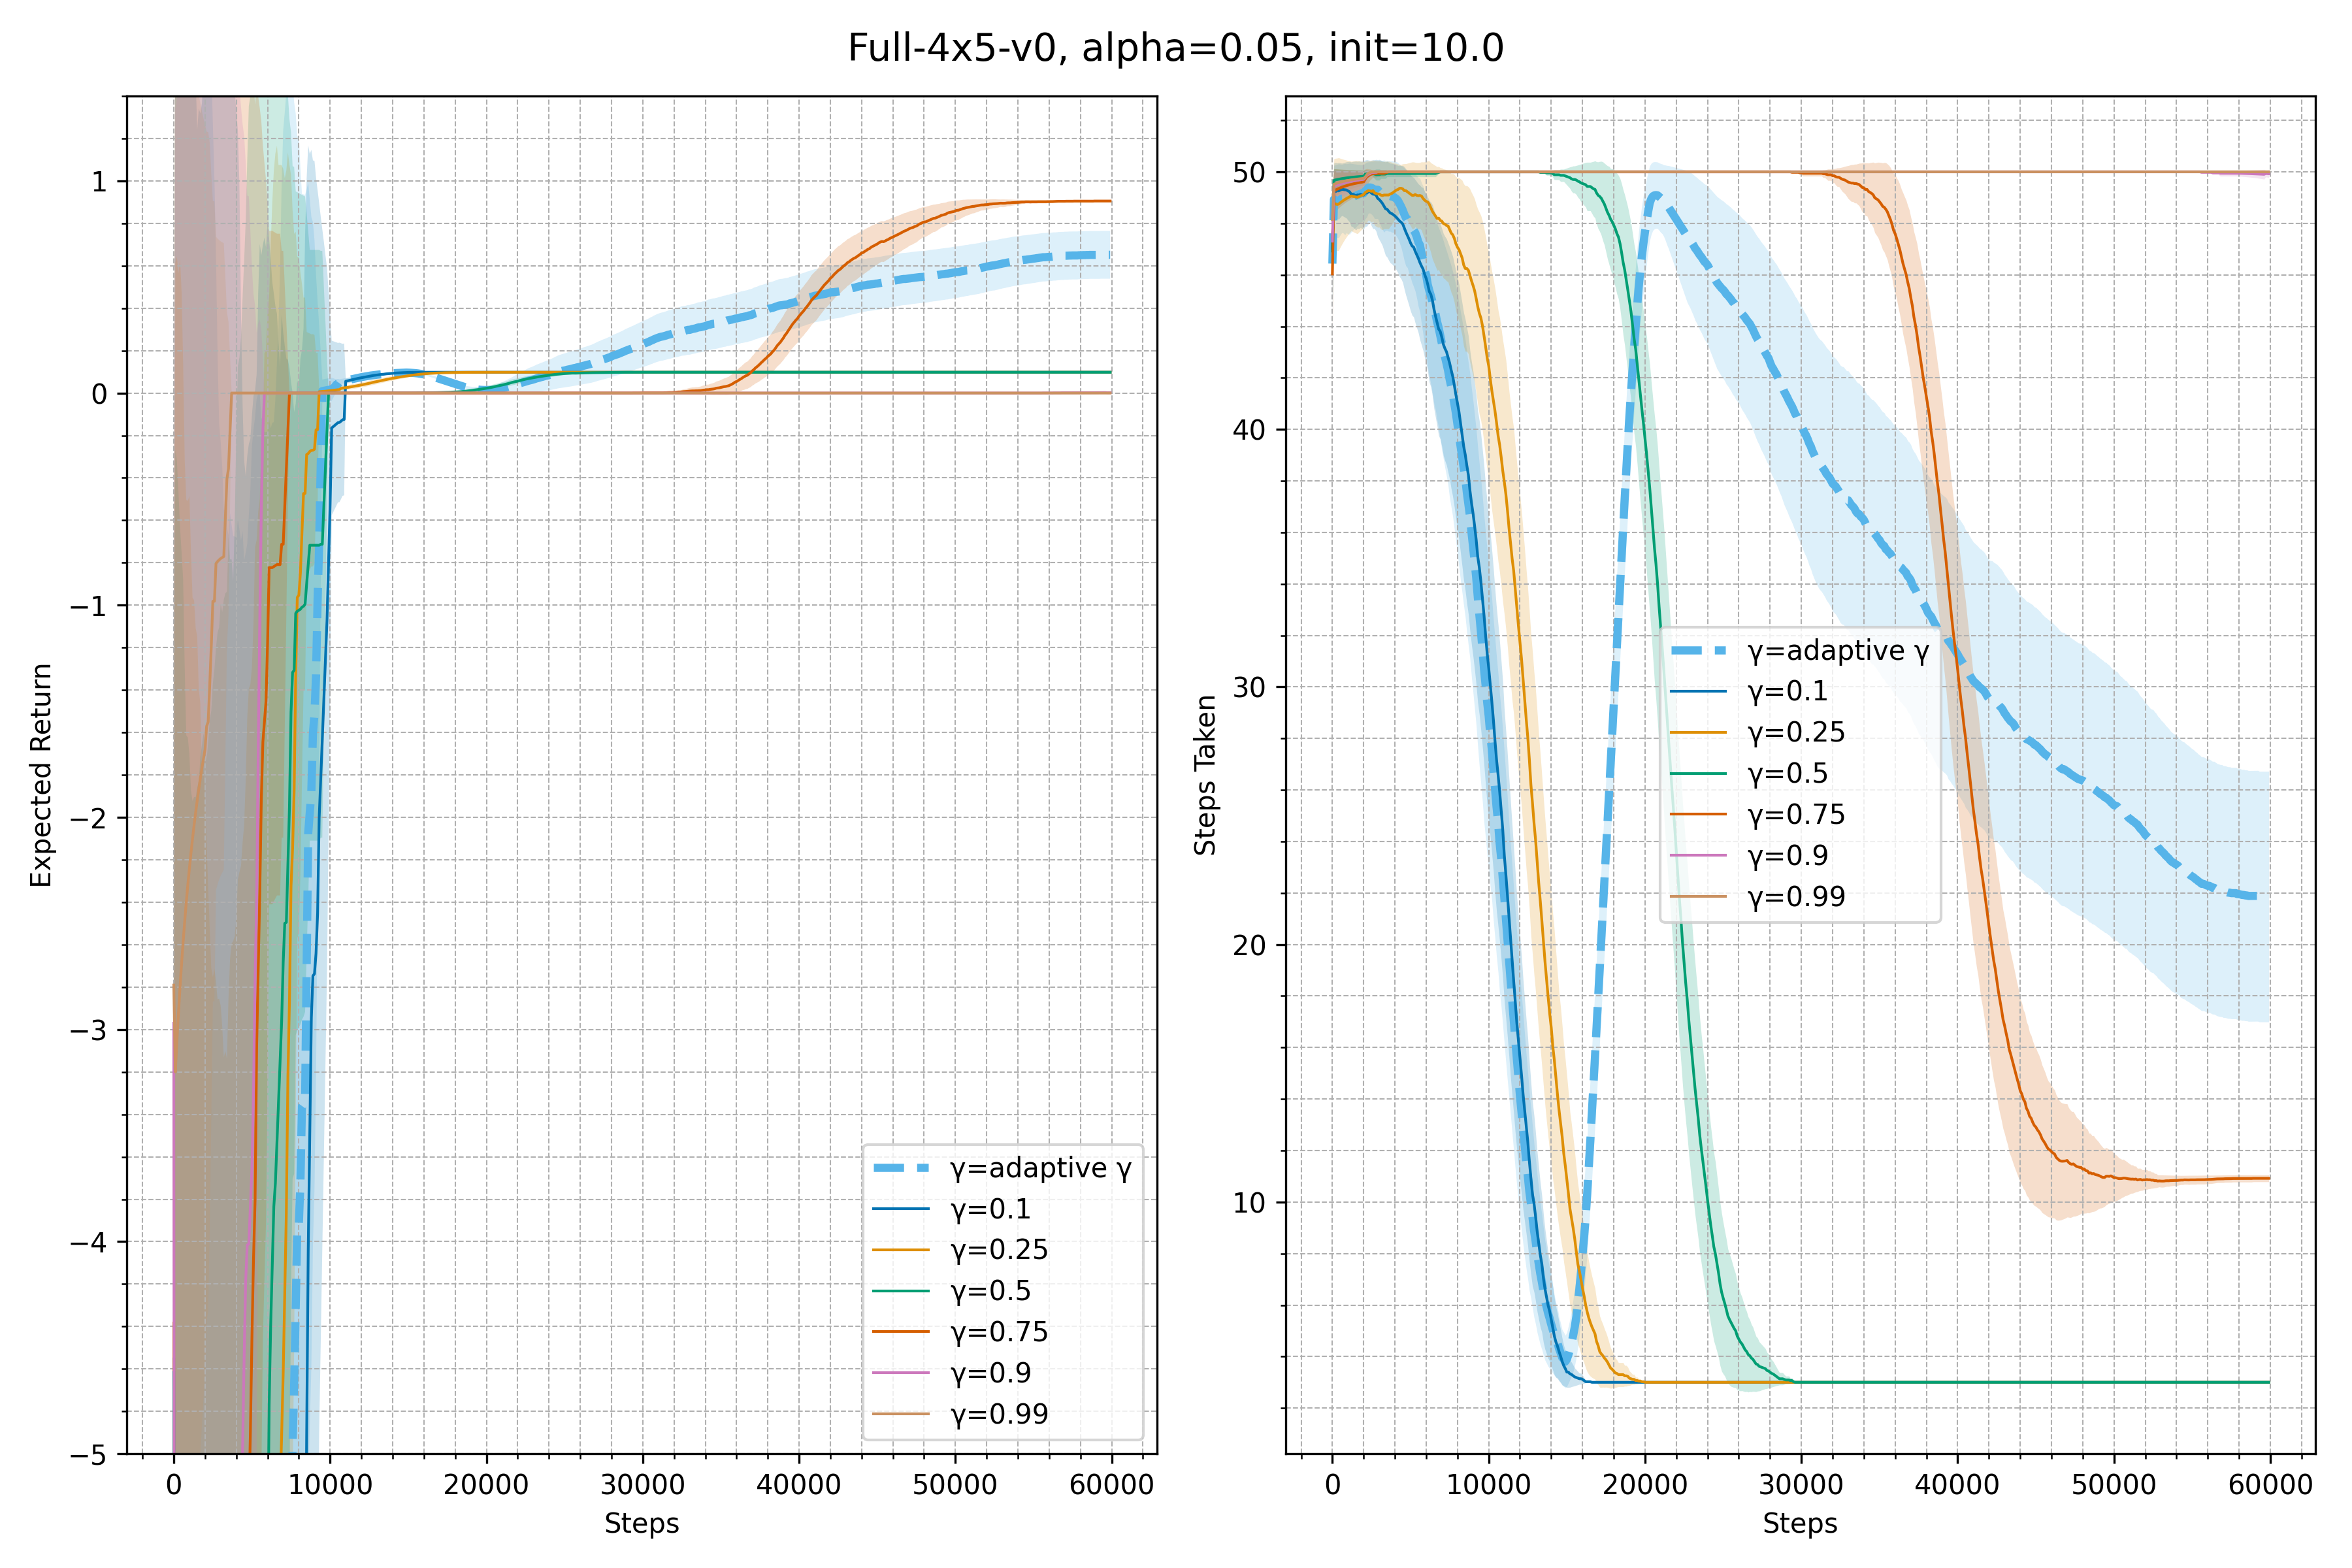 Full-4x5-v0, alpha=0.05, init=10.0
Expected Return
1
0
−1
−2
−3
−4
−5
0
10000
20000
30000
40000
50000
60000
Steps
γ=adaptive γ
γ=0.1
γ=0.25
γ=0.5
γ=0.75
γ=0.9
γ=0.99
Steps Taken
50
40
30
20
10
0
10000
20000
30000
40000
50000
60000
Steps
γ=adaptive γ
γ=0.1
γ=0.25
γ=0.5
γ=0.75
γ=0.9
γ=0.99